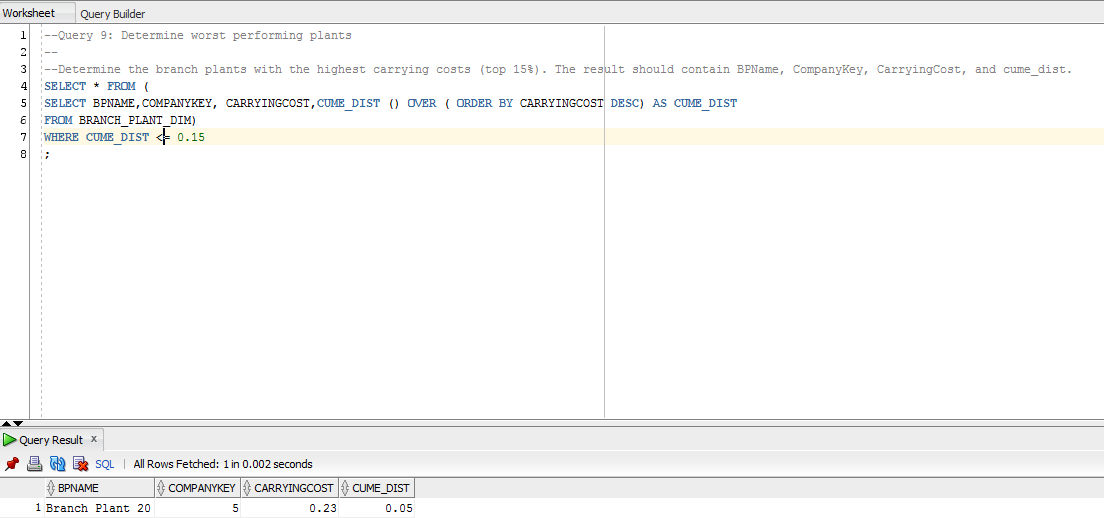 Worksheet Query Builder
1 --Query 9: Determine worst performing plants
2 --
3 --Determine the branch plants with the highest carrying costs (top 15%). The result should contain BPName, CompanyKey, CarryingCost, and cume_dist.
4 SELECT * FROM (
5 SELECT BPNAME,COMPANYKEY, CARRYINGCOST,CUME_DIST () OVER ( ORDER BY CARRYINGCOST DESC) AS CUME_DIST
6 FROM BRANCH_PLANT_DIM)
7 WHERE CUME_DIST <= 0.15
8 ;
Query Result x
SQL | All Rows Fetched: 1 in 0.002 seconds
BPNAME COMPANYKEY CARRYINGCOST CUME_DIST
1 Branch Plant 20 5 0.23 0.05